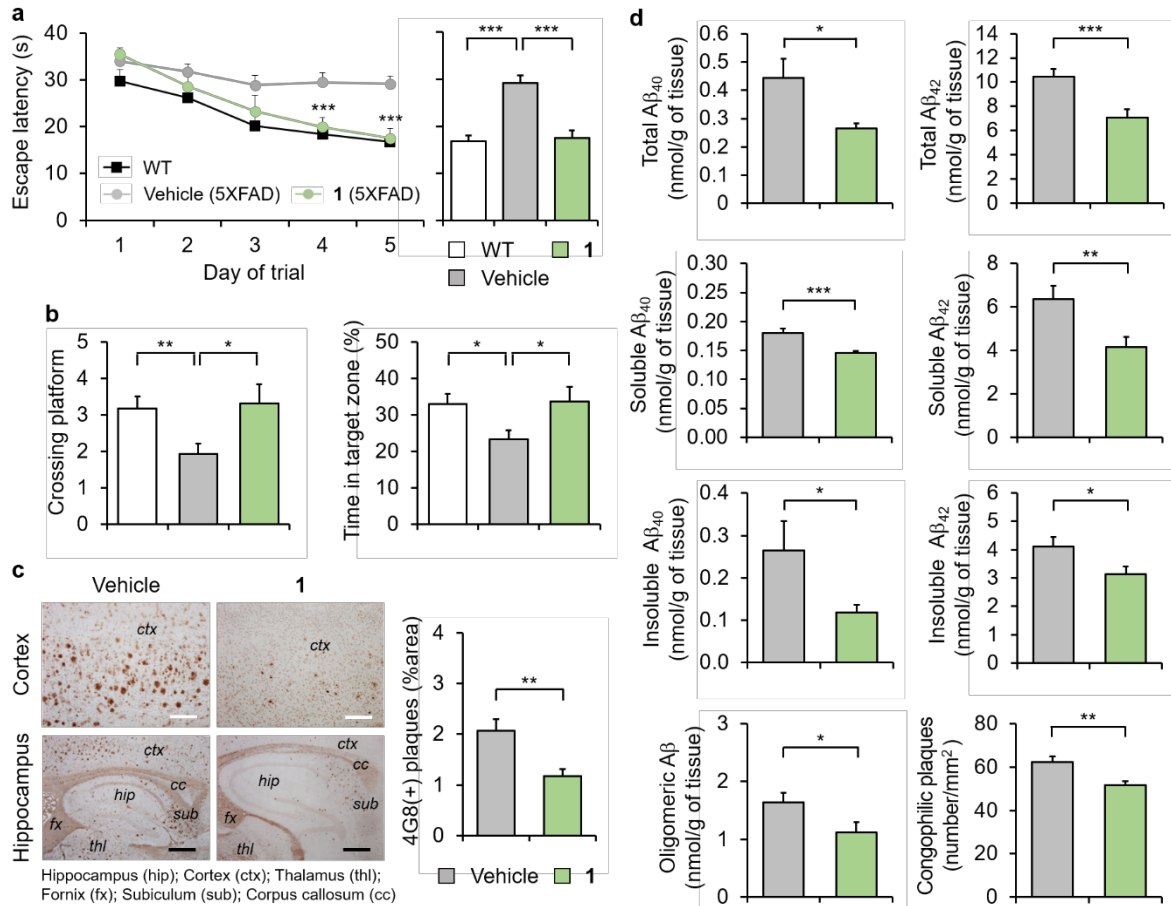 a
Escape latency (s)
40
30
20
10
0
***
***
WT
Vehicle (5XFAD)
1 (5XFAD)
1
2
3
4
5
Day of trial
***
***
WT
1
Vehicle
b
Crossing platform
5
4
3
2
1
0
**
*
Time in target zone (%)
50
40
30
20
10
0
*
*
c
Vehicle
1
Cortex
ctx
ctx
Hippocampus
ctx
cc
hip
sub
fx
thl
ctx
cc
hip
sub
fx
thl
Hippocampus (hip); Cortex (ctx); Thalamus (thl);
Fornix (fx); Subiculum (sub); Corpus callosum (cc)
4G8(+) plaques (%area)
4
3
2
1
0
**
Vehicle
1
d
Total Aβ40
(nmol/g of tissue)
0.6
0.5
0.4
0.3
0.2
0.1
0
*
Total Aβ42
(nmol/g of tissue)
14
12
10
8
6
4
2
0
***
Soluble Aβ40
(nmol/g of tissue)
0.30
0.25
0.20
0.15
0.10
0.05
0.00
***
Soluble Aβ42
(nmol/g of tissue)
8
6
4
2
0
**
Insoluble Aβ40
(nmol/g of tissue)
0.4
0.3
0.2
0.1
0.0
*
Insoluble Aβ42
(nmol/g of tissue)
6
5
4
3
2
1
0
*
Oligomeric Aβ
(nmol/g of tissue)
3
2
1
0
*
Congophilic plaques
(number/mm²)
80
60
40
20
0
**